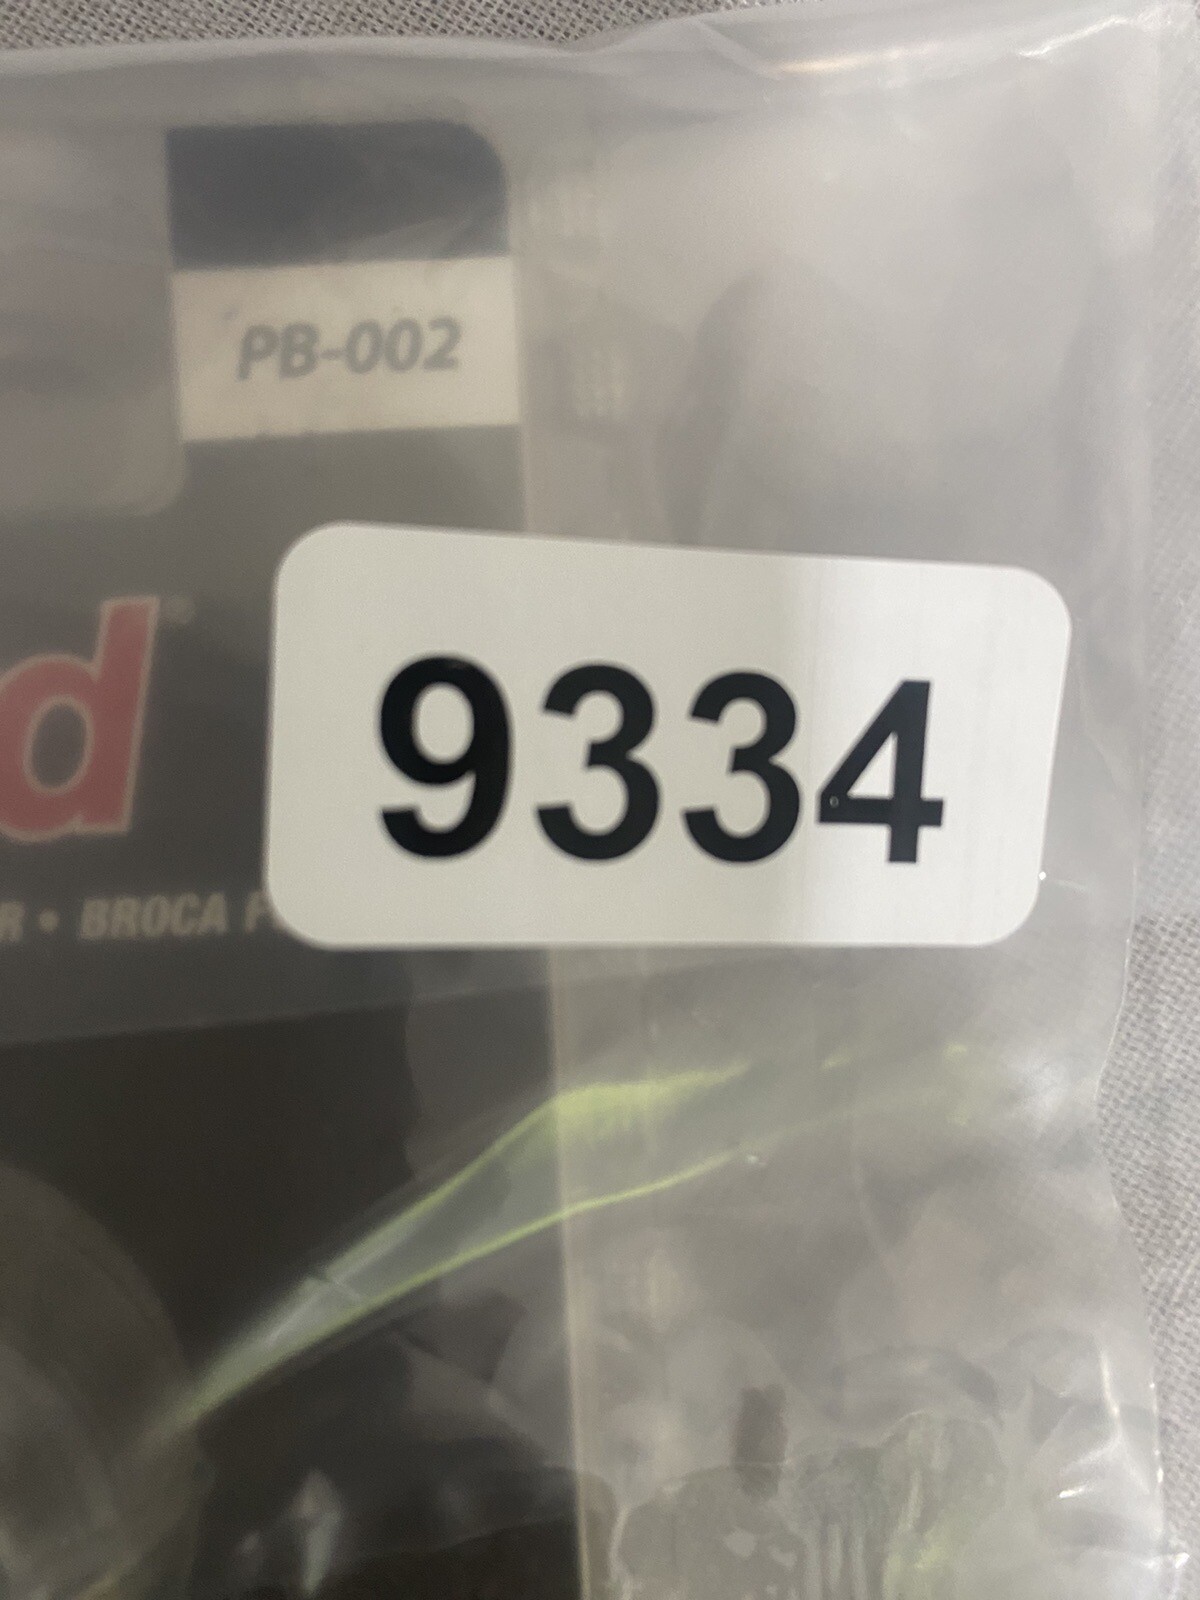 PB-002
9334
d
R • BROCA F